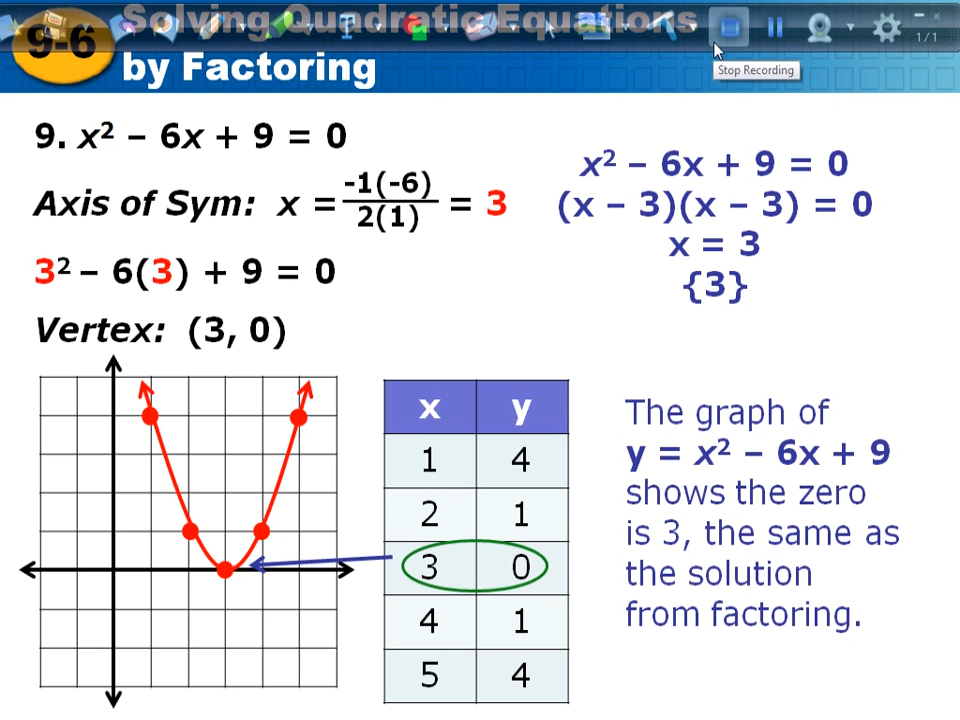 Solving Quadratic Equations
9-6
by Factoring
1/1
Stop Recording
9. x² – 6x + 9 = 0
Axis of Sym: x = -1(-6)/2(1) = 3
3² – 6(3) + 9 = 0
Vertex: (3, 0)
x² – 6x + 9 = 0
(x – 3)(x – 3) = 0
x = 3
{3}
x y
1 4
2 1
3 0
4 1
5 4
The graph of
y = x² – 6x + 9
shows the zero
is 3, the same as
the solution
from factoring.